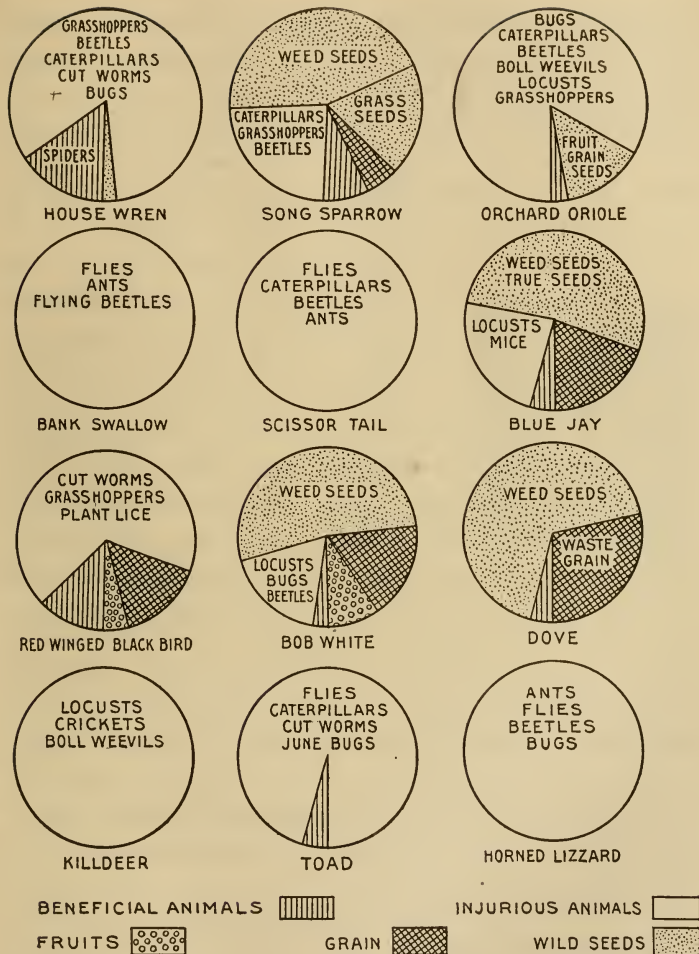 GRASSHOPPERS
BEETLES
CATERPILLARS
CUT WORMS
BUGS
SPIDERS
HOUSE WREN
WEED SEEDS
GRASS
SEEDS
CATERPILLARS
GRASSHOPPERS
BEETLES
SONG SPARROW
BUGS
CATERPILLARS
BEETLES
BOLL WEEVILS
LOCUSTS
GRASSHOPPERS
FRUIT
GRAIN
SEEDS
ORCHARD ORIOLE
FLIES
ANTS
FLYING BEETLES
BANK SWALLOW
FLIES
CATERPILLARS
BEETLES
ANTS
SCISSOR TAIL
WEED SEEDS
TRUE SEEDS
LOCUSTS
MICE
BLUE JAY
CUT WORMS
GRASSHOPPERS
PLANT LICE
RED WINGED BLACK BIRD
WEED SEEDS
LOCUSTS
BUGS
BEETLES
BOB WHITE
WEED SEEDS
WASTE
GRAIN
DOVE
LOCUSTS
CRICKETS
BOLL WEEVILS
KILLDEER
FLIES
CATERPILLARS
CUT WORMS
JUNE BUGS
TOAD
ANTS
FLIES
BEETLES
BUGS
HORNED LIZZARD
BENEFICIAL ANIMALS
INJURIOUS ANIMALS
FRUITS
GRAIN
WILD SEEDS